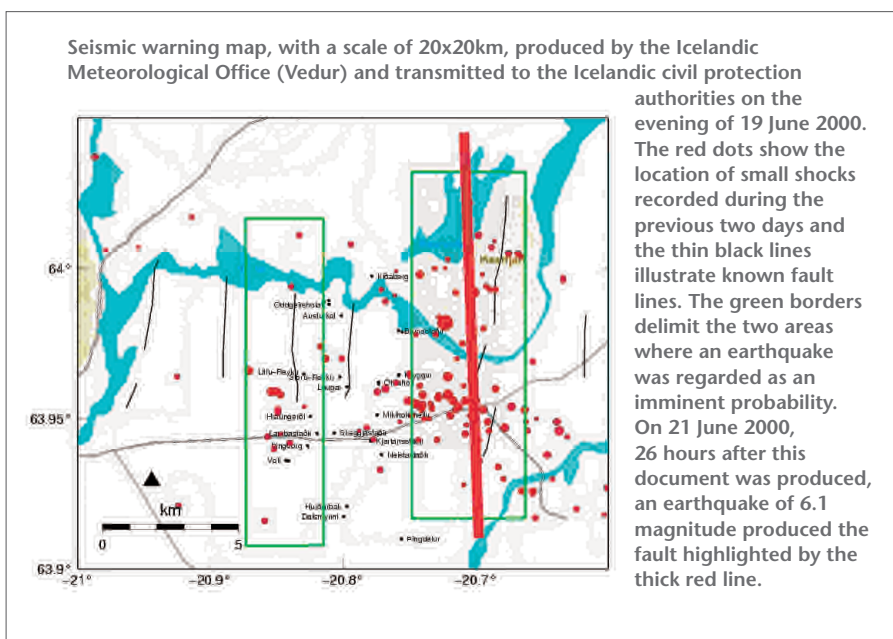 Seismic warning map, with a scale of 20x20km, produced by the Icelandic
Meteorological Office (Vedur) and transmitted to the Icelandic civil protection
authorities on the
evening of 19 June 2000.
The red dots show the
location of small shocks
recorded during the
previous two days and
the thin black lines
illustrate known fault
lines. The green borders
delimit the two areas
where an earthquake
was regarded as an
imminent probability.
On 21 June 2000,
26 hours after this
document was produced,
an earthquake of 6.1
magnitude produced the
fault highlighted by the
thick red line.
64°
63.95°
63.9°
Laugar
Voli
km
0 5
-21° -20.9° -20.8° -20.7°